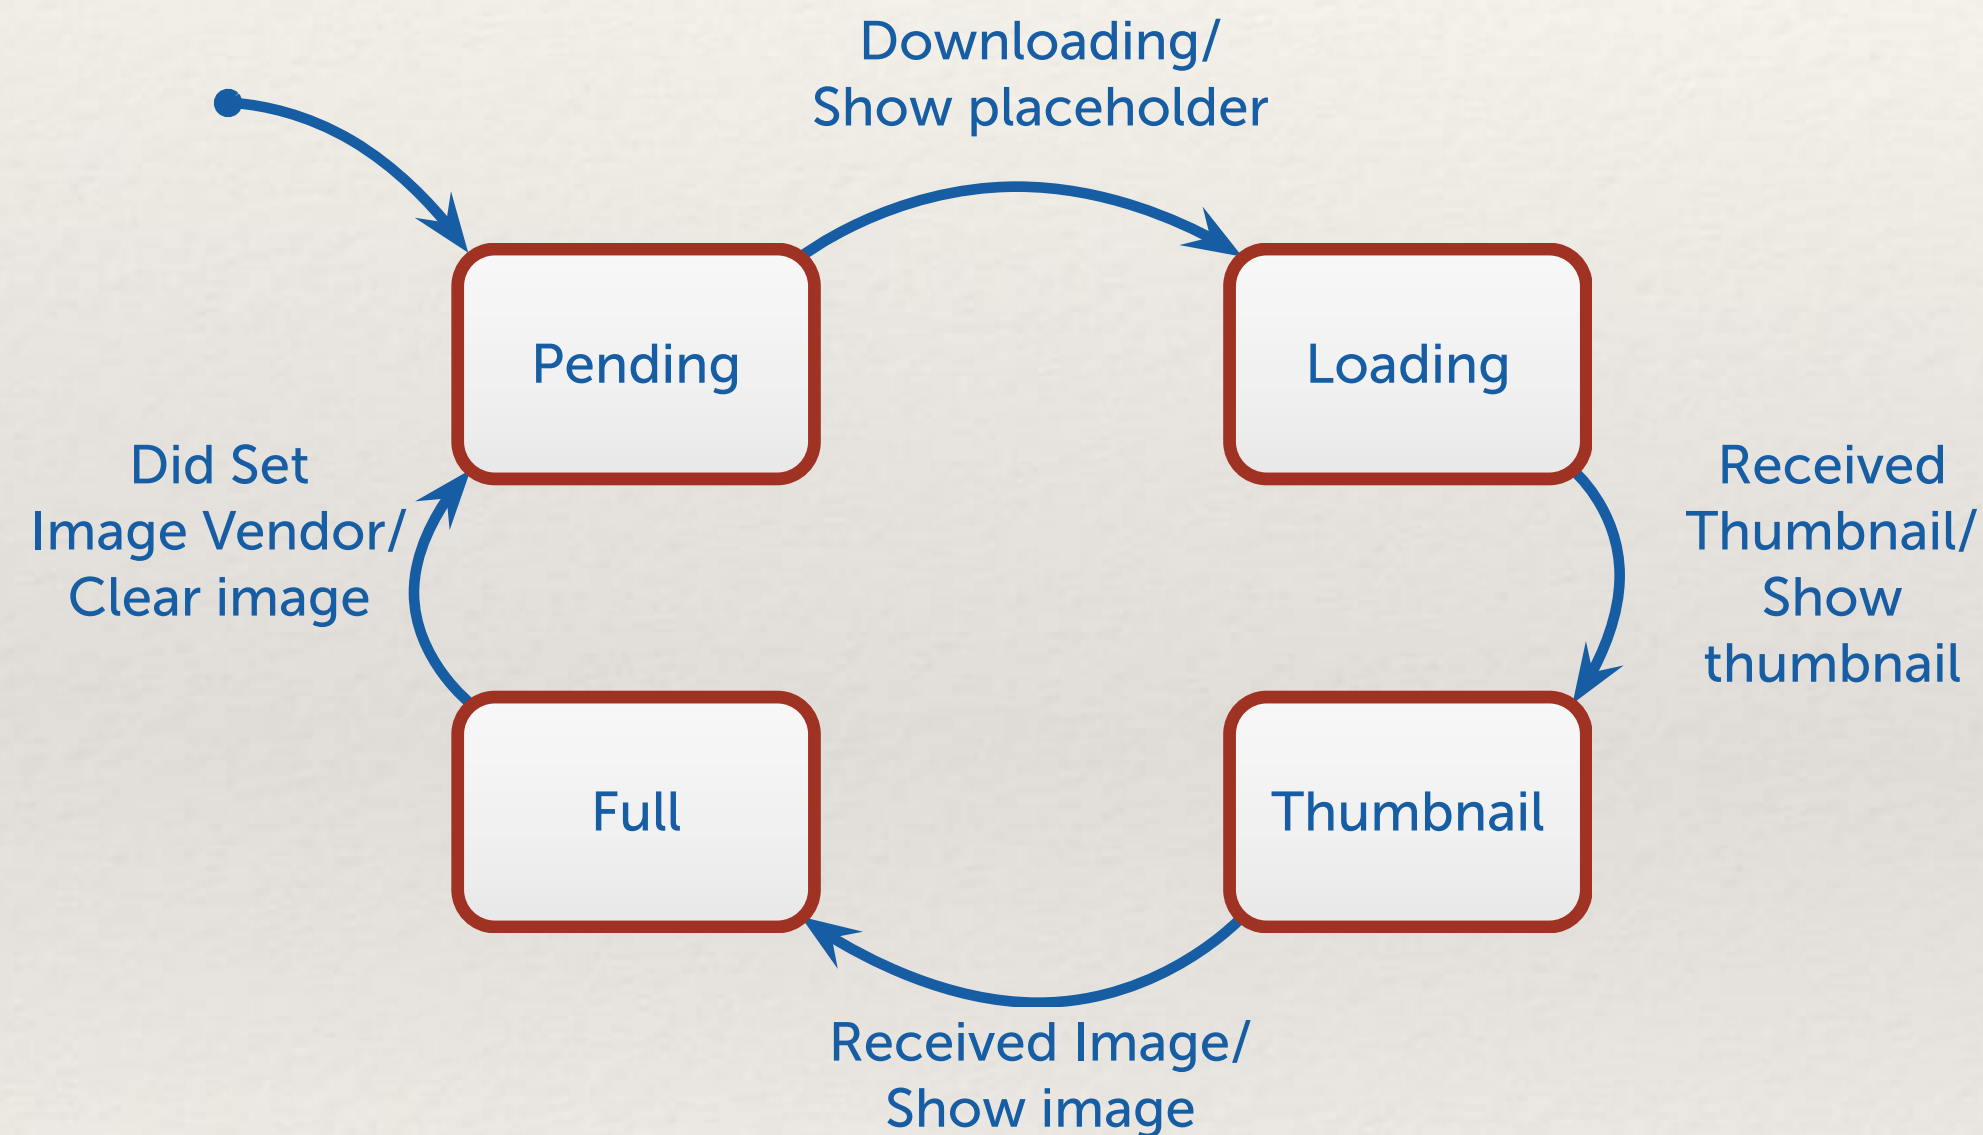 Downloading/
Show placeholder
Pending
Loading
Did Set
Image Vendor/
Clear image
Received
Thumbnail/
Show
thumbnail
Full
Thumbnail
Received Image/
Show image